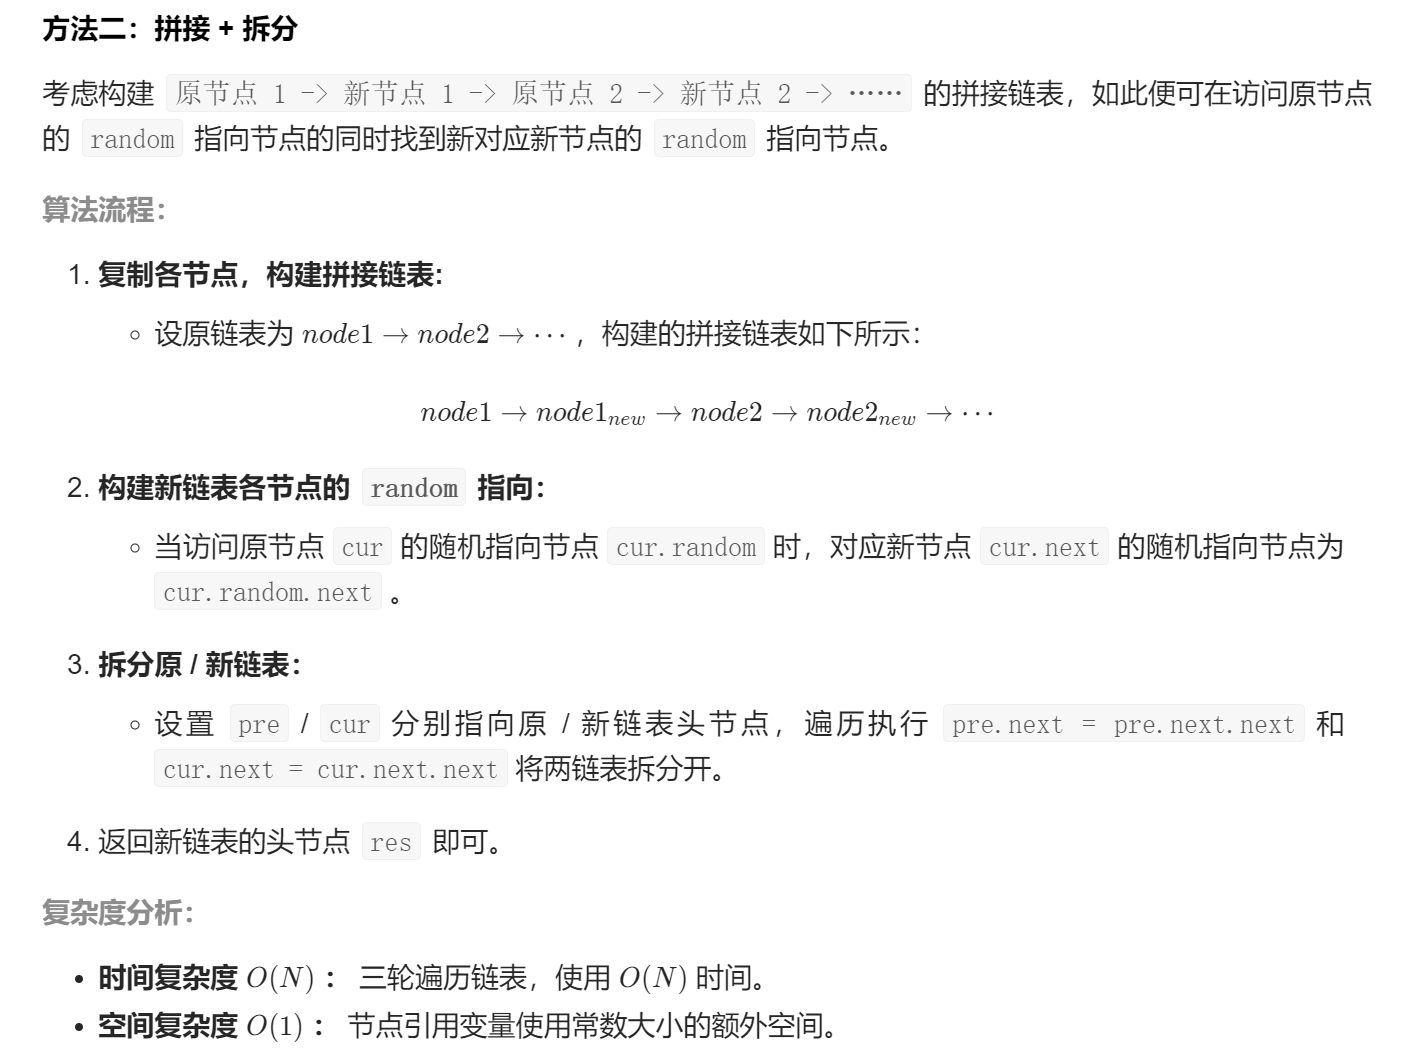 方法二：拼接 + 拆分
考虑构建 原节点 1 -> 新节点 1 -> 原节点 2 -> 新节点 2 -> …… 的拼接链表，如此便可在访问原节点
的 random 指向节点的同时找到新对应新节点的 random 指向节点。
算法流程：
1. 复制各节点，构建拼接链表:
◦ 设原链表为 node1 → node2 → ⋯ ，构建的拼接链表如下所示：
node1 → node1new → node2 → node2new → ⋯
2. 构建新链表各节点的 random 指向：
◦ 当访问原节点 cur 的随机指向节点 cur.random 时，对应新节点 cur.next 的随机指向节点为
cur.random.next 。
3. 拆分原 / 新链表：
◦ 设置 pre / cur 分别指向原 / 新链表头节点，遍历执行 pre.next = pre.next.next 和
cur.next = cur.next.next 将两链表拆分开。
4. 返回新链表的头节点 res 即可。
复杂度分析：
• 时间复杂度 O(N) ： 三轮遍历链表，使用 O(N) 时间。
• 空间复杂度 O(1) ： 节点引用变量使用常数大小的额外空间。